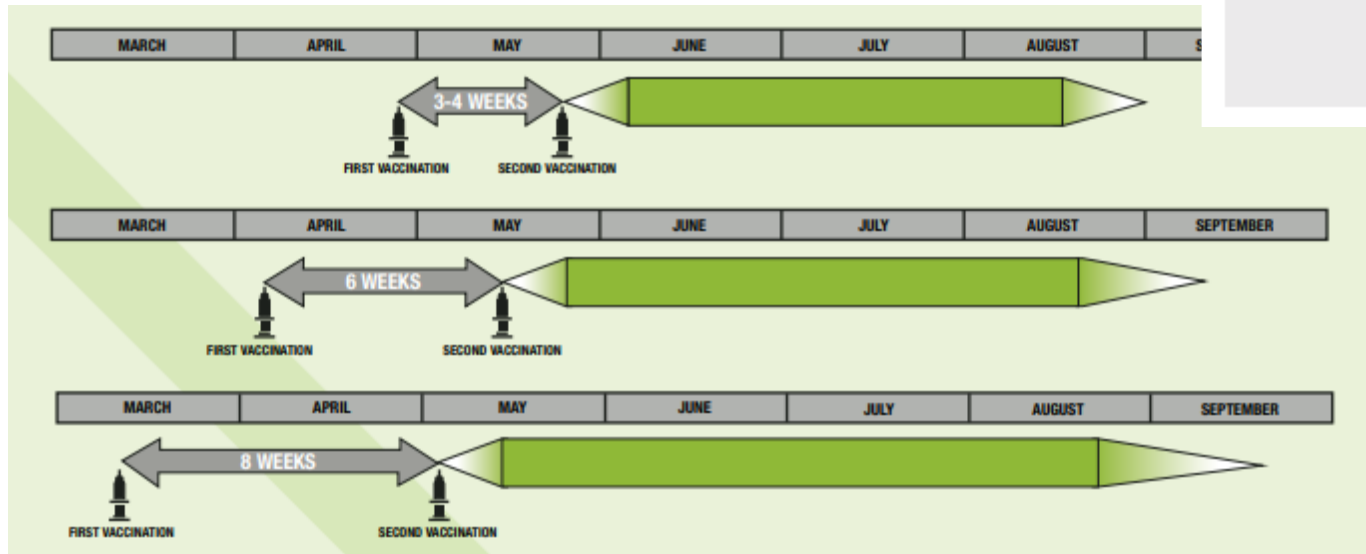 MARCH APRIL MAY JUNE JULY AUGUST
3-4 WEEKS
FIRST VACCINATION SECOND VACCINATION
MARCH APRIL MAY JUNE JULY AUGUST SEPTEMBER
6 WEEKS
FIRST VACCINATION SECOND VACCINATION
MARCH APRIL MAY JUNE JULY AUGUST SEPTEMBER
8 WEEKS
FIRST VACCINATION SECOND VACCINATION